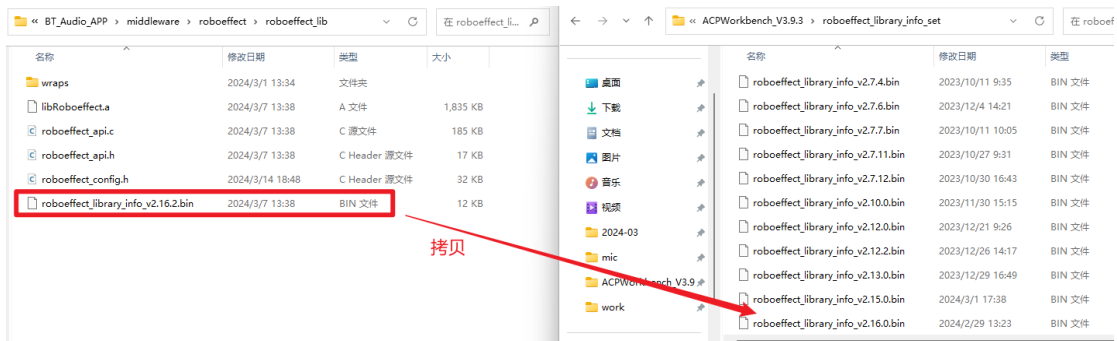 « BT_Audio_APP › middleware › roboeffect › roboeffect_lib
在 roboeffect_li...
名称 修改日期 类型 大小
wraps 2024/3/1 13:34 文件夹
libRoboeffect.a 2024/3/7 13:38 A 文件 1,835 KB
roboeffect_api.c 2024/3/7 13:38 C 源文件 185 KB
roboeffect_api.h 2024/3/7 13:38 C Header 源文件 17 KB
roboeffect_config.h 2024/3/14 18:48 C Header 源文件 32 KB
roboeffect_library_info_v2.16.2.bin 2024/3/7 13:38 BIN 文件 12 KB
拷贝
« ACPWorkbench_V3.9.3 › roboeffect_library_info_set
在 roboef
桌面
下载
文档
图片
音乐
视频
2024-03
mic
ACPWorkbench_V3.9
work
名称 修改日期 类型
roboeffect_library_info_v2.7.4.bin 2023/10/11 9:35 BIN 文件
roboeffect_library_info_v2.7.6.bin 2023/12/4 14:21 BIN 文件
roboeffect_library_info_v2.7.7.bin 2023/10/11 10:05 BIN 文件
roboeffect_library_info_v2.7.11.bin 2023/10/27 9:31 BIN 文件
roboeffect_library_info_v2.7.12.bin 2023/10/30 16:43 BIN 文件
roboeffect_library_info_v2.10.0.bin 2023/11/30 15:15 BIN 文件
roboeffect_library_info_v2.12.0.bin 2023/12/21 9:26 BIN 文件
roboeffect_library_info_v2.12.2.bin 2023/12/26 14:17 BIN 文件
roboeffect_library_info_v2.13.0.bin 2023/12/29 16:49 BIN 文件
roboeffect_library_info_v2.15.0.bin 2024/3/1 17:38 BIN 文件
roboeffect_library_info_v2.16.0.bin 2024/2/29 13:23 BIN 文件